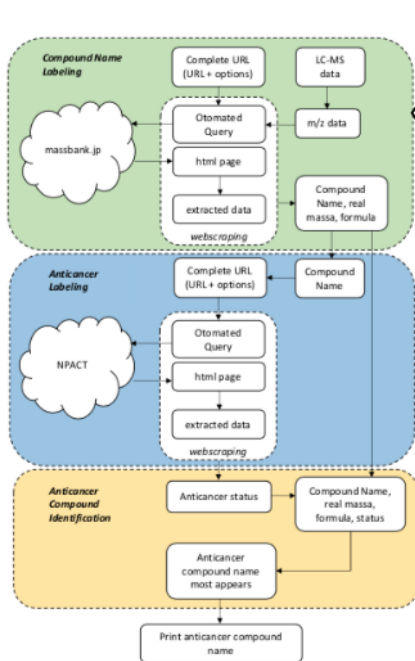 Compound Name
Labeling
Complete URL
(URL + options)
LC-MS
data
massbank.jp
Otomated
Query
m/z data
html page
extracted data
webscraping
Compound
Name, real
massa, formula
Anticancer
Labeling
Complete URL
(URL + options)
Compound
Name
NPACT
Otomated
Query
html page
extracted data
webscraping
Anticancer
Compound
Identification
Anticancer status
Compound Name,
real massa,
formula, status
Anticancer
compound name
most appears
Print anticancer compound
name